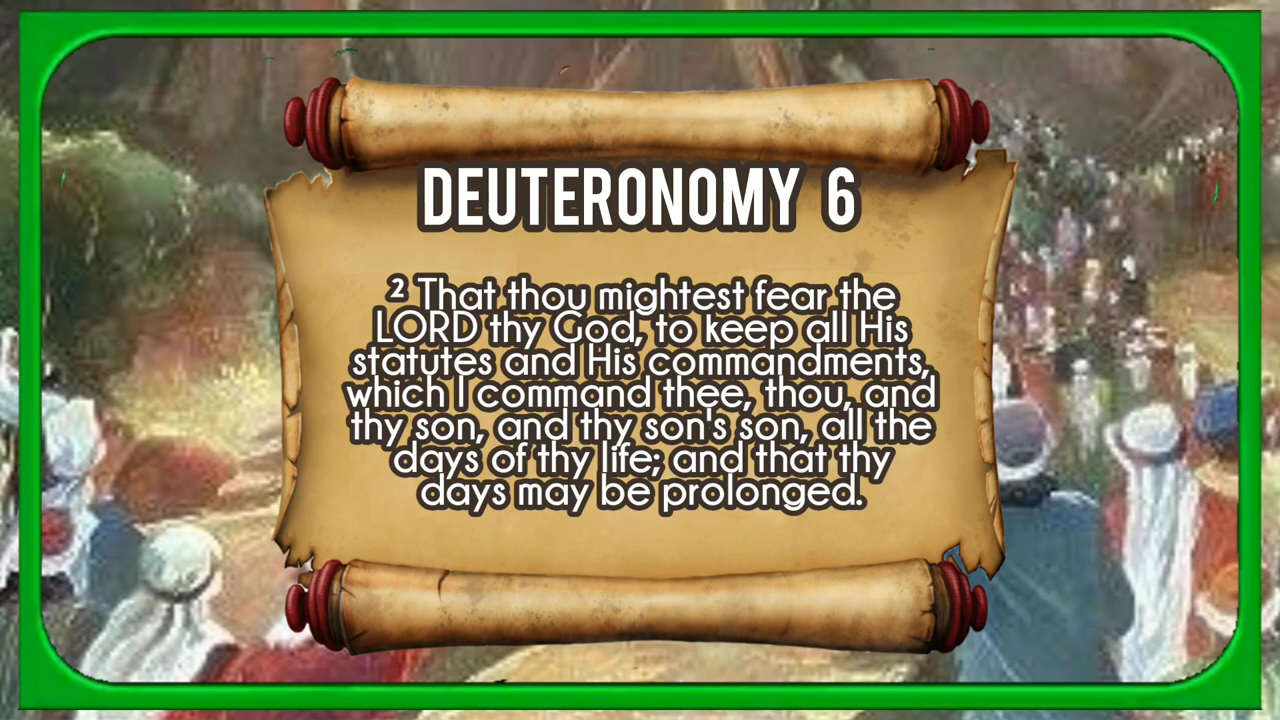 DEUTERONOMY 6
² That thou mightest fear the
LORD thy God, to keep all His
statutes and His commandments,
which I command thee, thou, and
thy son, and thy son's son, all the
days of thy life; and that thy
days may be prolonged.